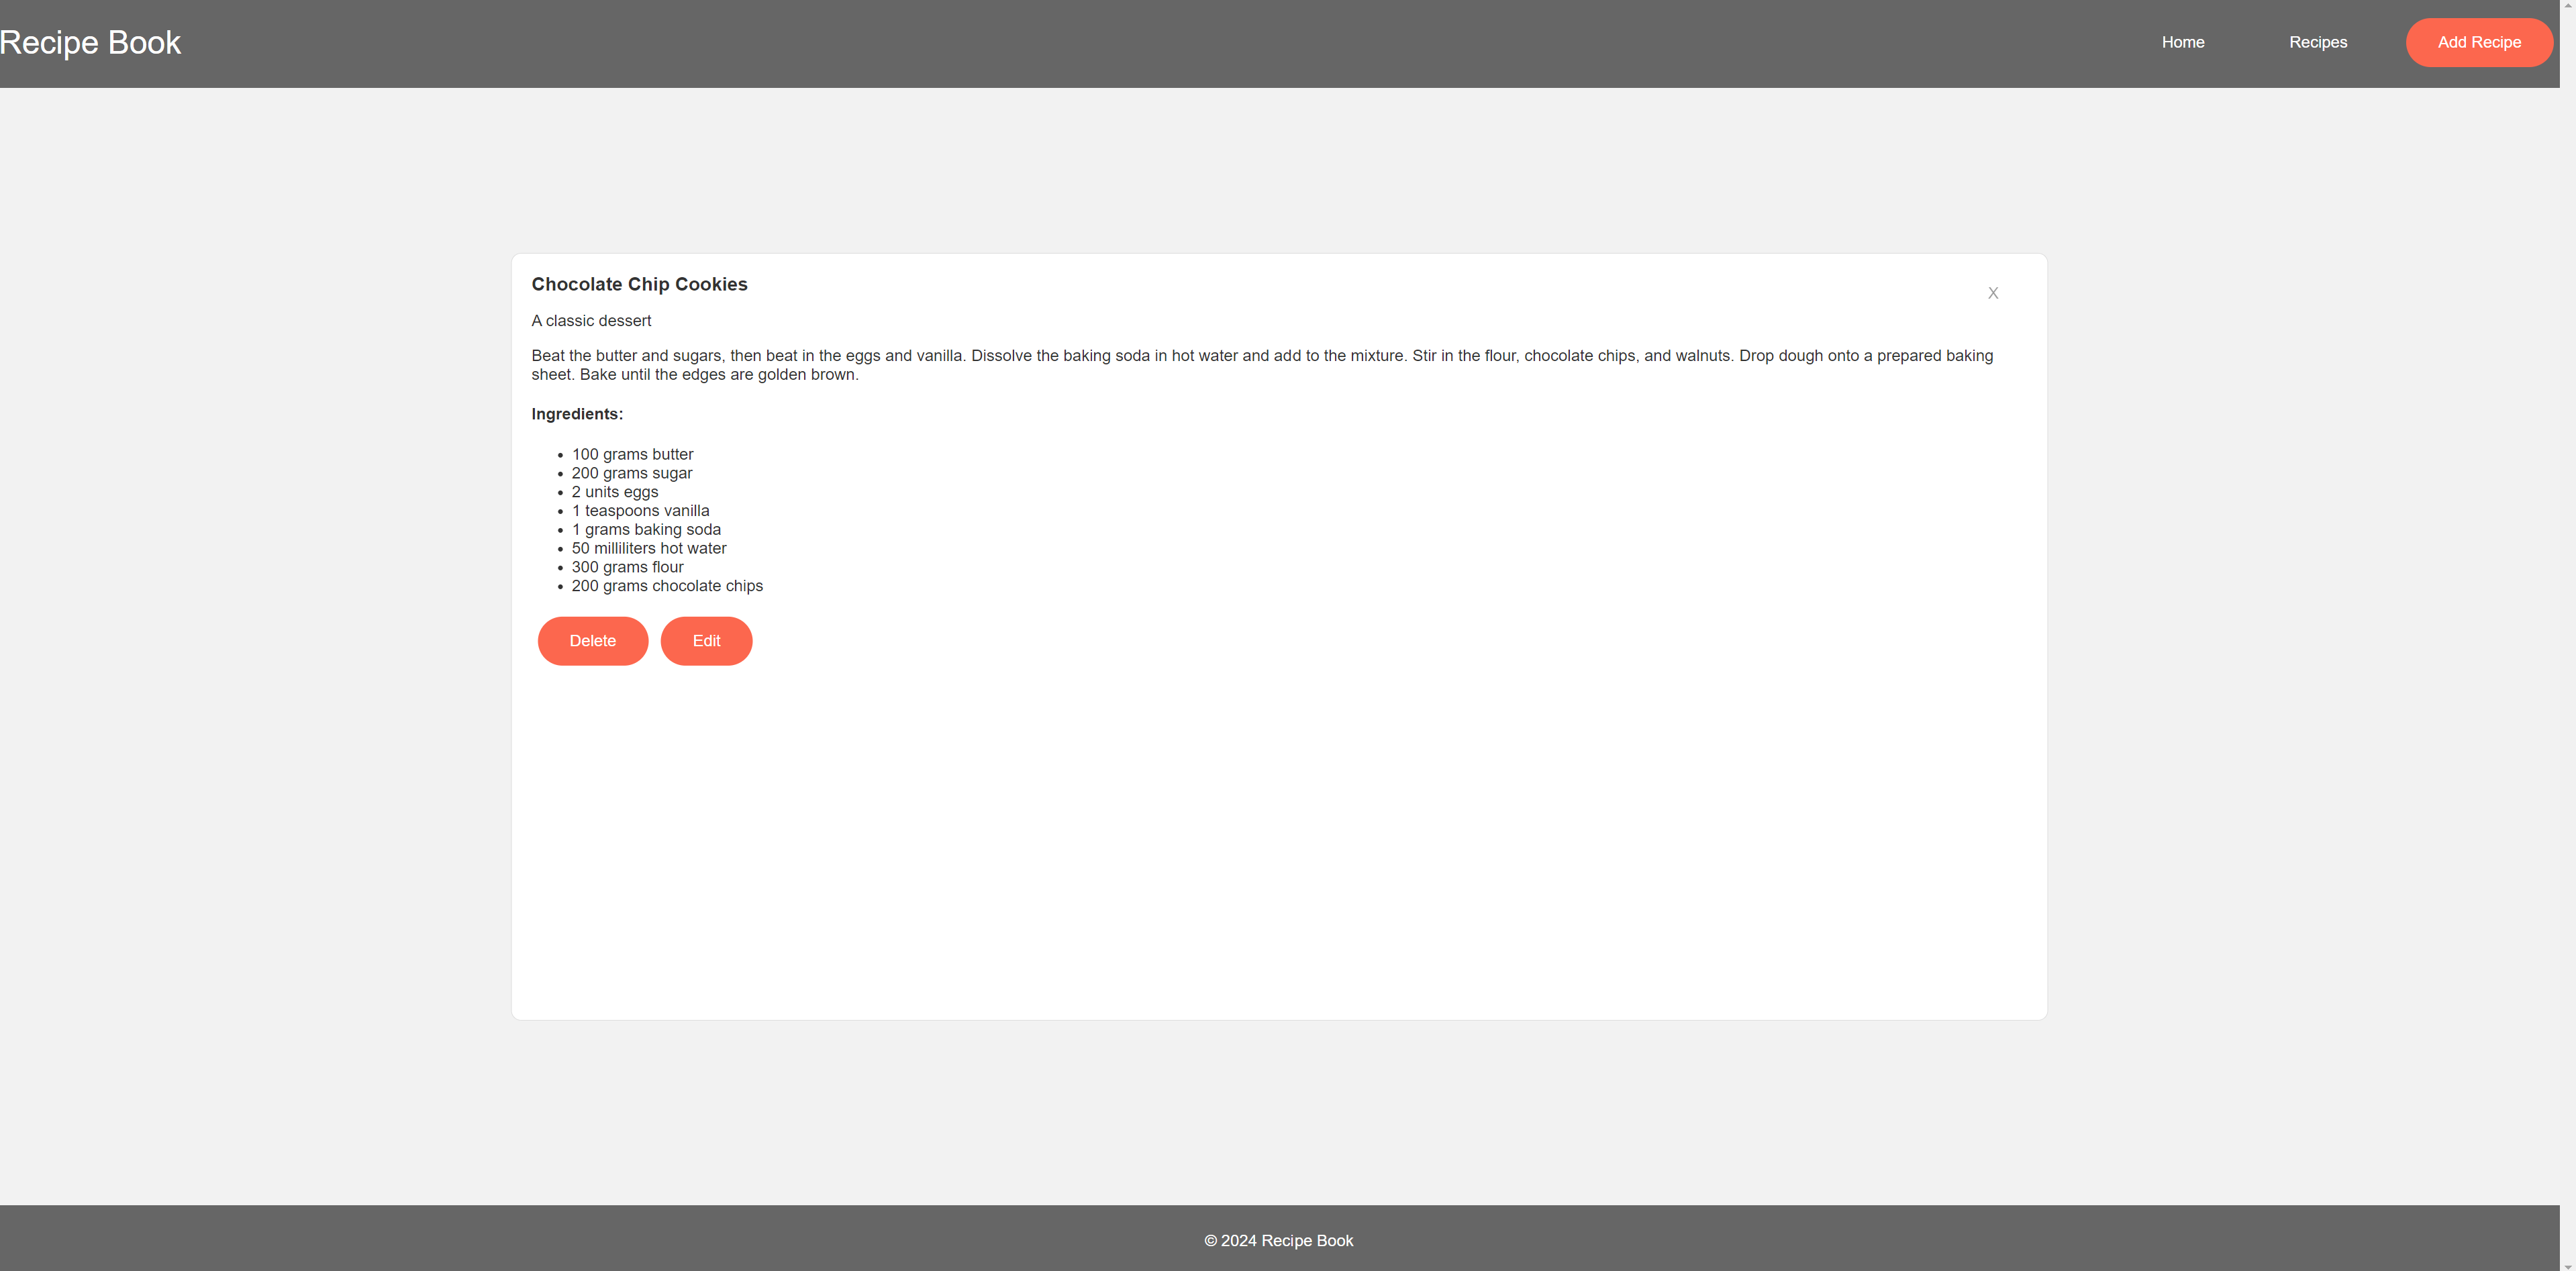 Recipe Book
Home
Recipes
Add Recipe
Chocolate Chip Cookies
X
A classic dessert
Beat the butter and sugars, then beat in the eggs and vanilla. Dissolve the baking soda in hot water and add to the mixture. Stir in the flour, chocolate chips, and walnuts. Drop dough onto a prepared baking
sheet. Bake until the edges are golden brown.
Ingredients:
• 100 grams butter
• 200 grams sugar
• 2 units eggs
• 1 teaspoons vanilla
• 1 grams baking soda
• 50 milliliters hot water
• 300 grams flour
• 200 grams chocolate chips
Delete
Edit
© 2024 Recipe Book